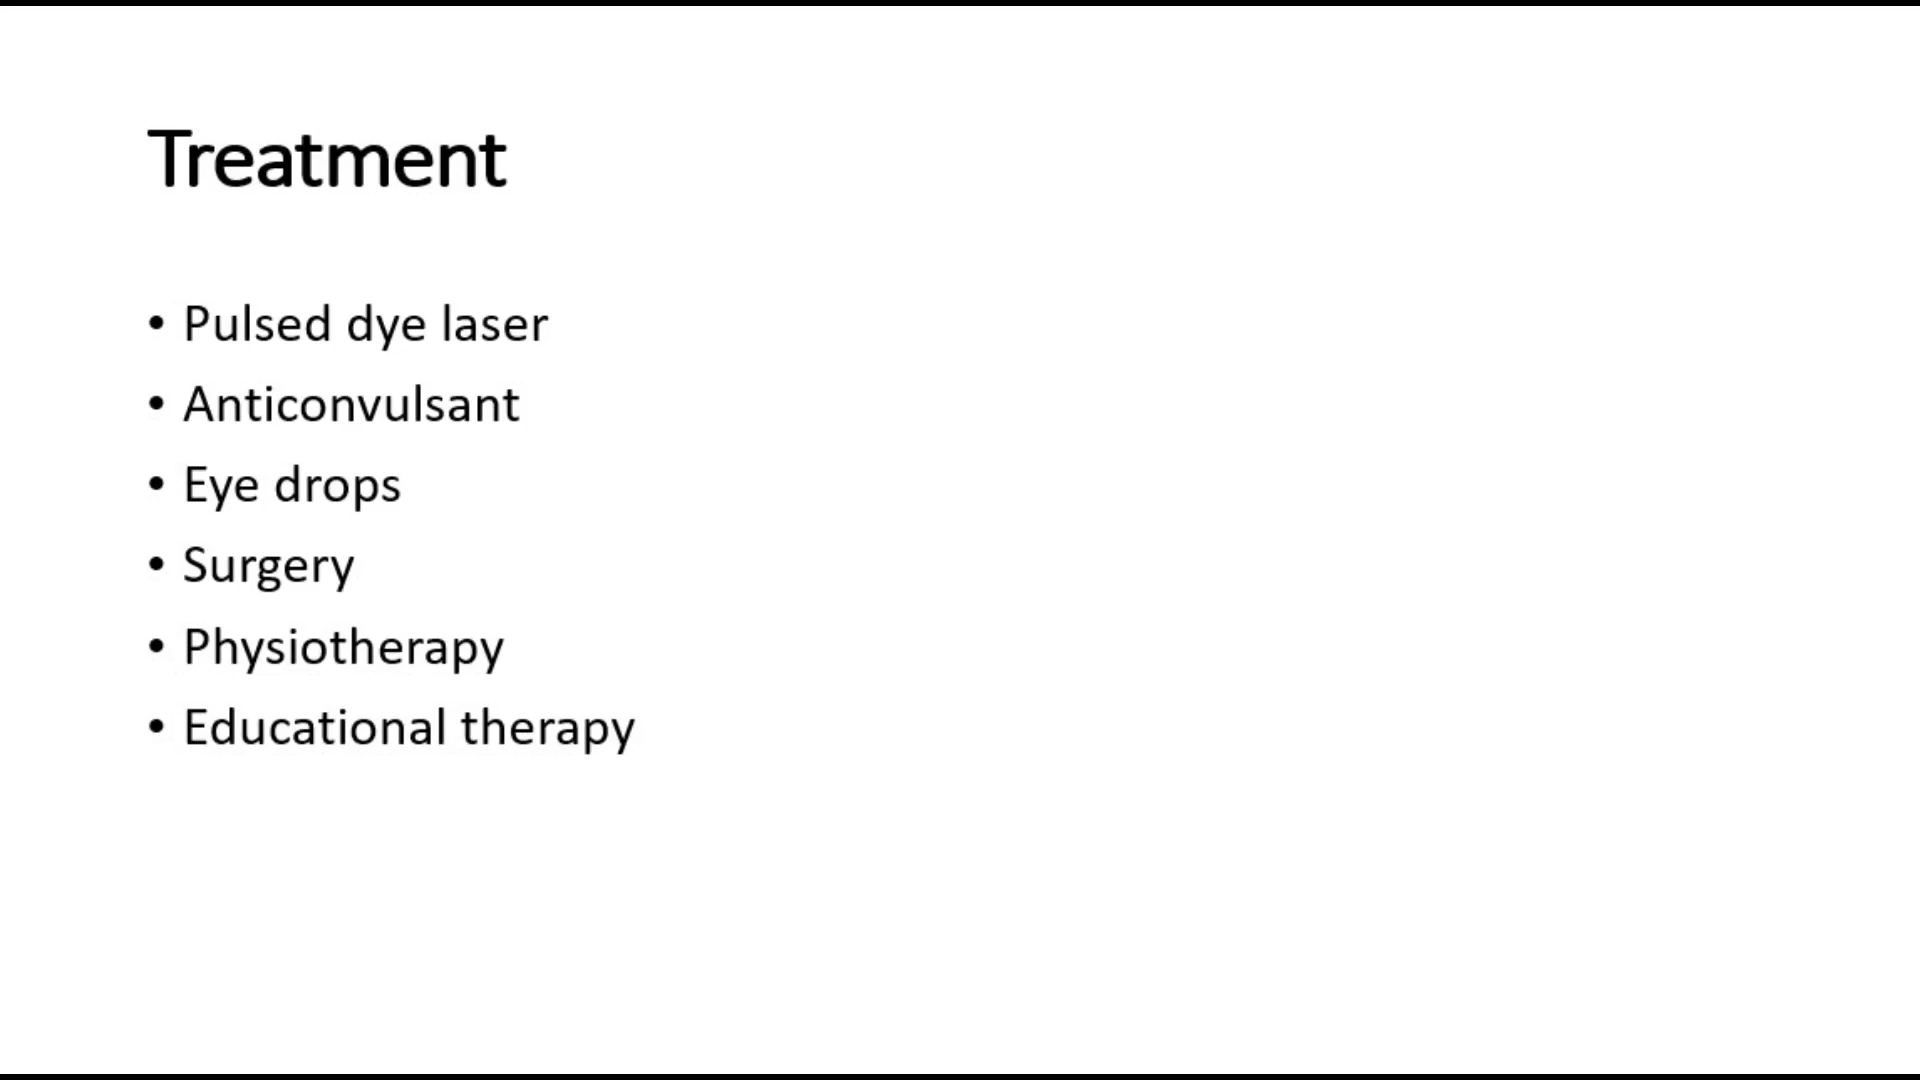 Treatment
• Pulsed dye laser
• Anticonvulsant
• Eye drops
• Surgery
• Physiotherapy
• Educational therapy